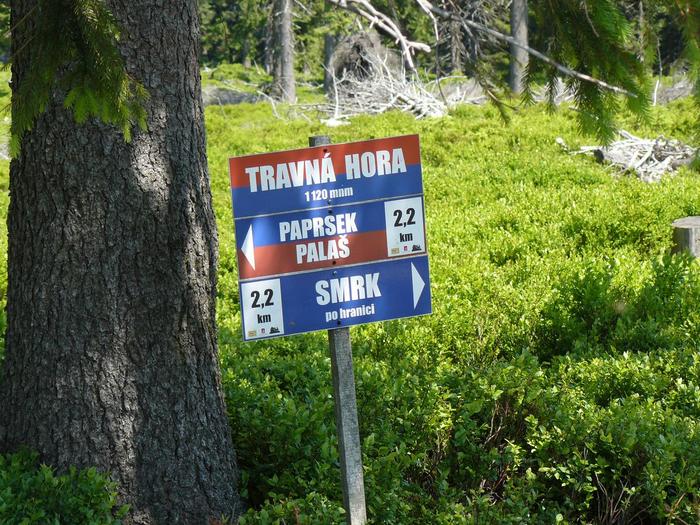 TRAVNÁ HORA
1120 mnm
PAPRSEK
PALAŠ
2,2
km
2,2
km
SMRK
po hranici